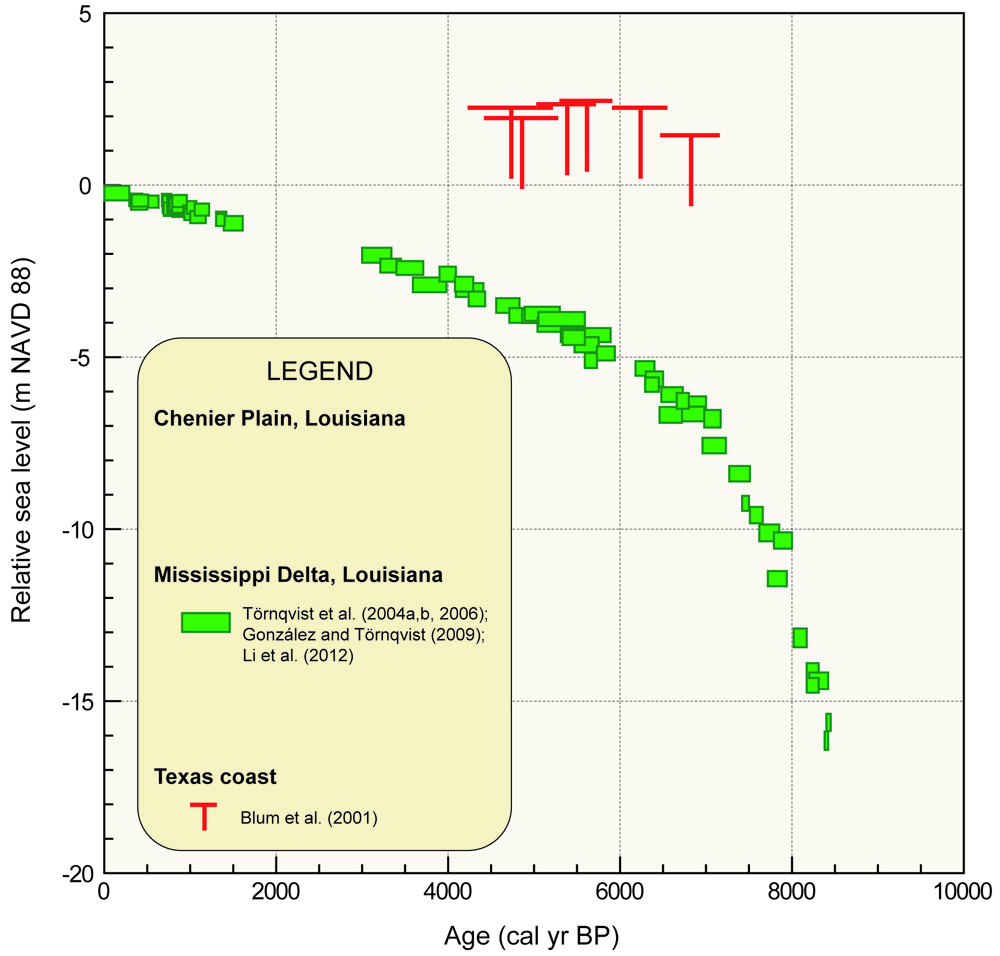 5
0
-5
-10
-15
-20
Relative sea level (m NAVD 88)
LEGEND
Chenier Plain, Louisiana
Mississippi Delta, Louisiana
Törnqvist et al. (2004a,b, 2006);
González and Törnqvist (2009);
Li et al. (2012)
Texas coast
Blum et al. (2001)
0 2000 4000 6000 8000 10000
Age (cal yr BP)